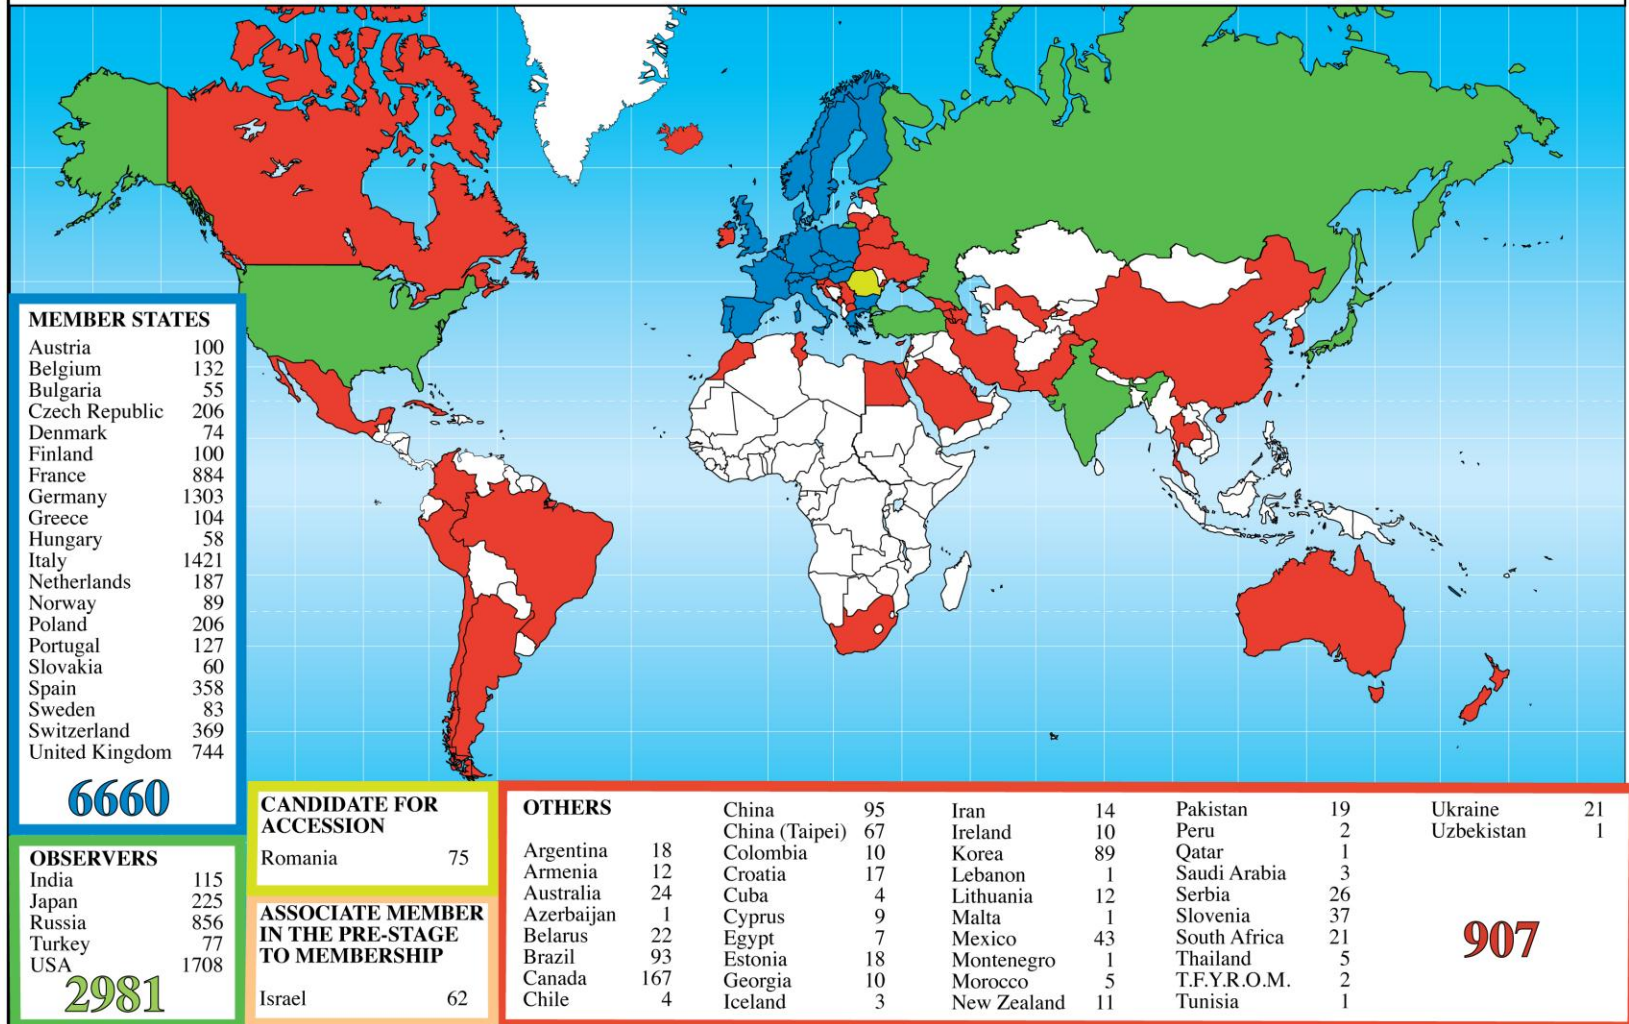 MEMBER STATES
Austria 100
Belgium 132
Bulgaria 55
Czech Republic 206
Denmark 74
Finland 100
France 884
Germany 1303
Greece 104
Hungary 58
Italy 1421
Netherlands 187
Norway 89
Poland 206
Portugal 127
Slovakia 60
Spain 358
Sweden 83
Switzerland 369
United Kingdom 744
6660
OBSERVERS
India 115
Japan 225
Russia 856
Turkey 77
USA 1708
2981
CANDIDATE FOR
ACCESSION
Romania 75
ASSOCIATE MEMBER
IN THE PRE-STAGE
TO MEMBERSHIP
Israel 62
OTHERS
Argentina 18
Armenia 12
Australia 24
Azerbaijan 1
Belarus 22
Brazil 93
Canada 167
Chile 4
China 95
China (Taipei) 67
Colombia 10
Croatia 17
Cuba 4
Cyprus 9
Egypt 7
Estonia 18
Georgia 10
Iceland 3
Iran 14
Ireland 10
Korea 89
Lebanon 1
Lithuania 12
Malta 1
Mexico 43
Montenegro 1
Morocco 5
New Zealand 11
Pakistan 19
Peru 2
Qatar 1
Saudi Arabia 3
Serbia 26
Slovenia 37
South Africa 21
Thailand 5
T.F.Y.R.O.M. 2
Tunisia 1
Ukraine 21
Uzbekistan 1
907